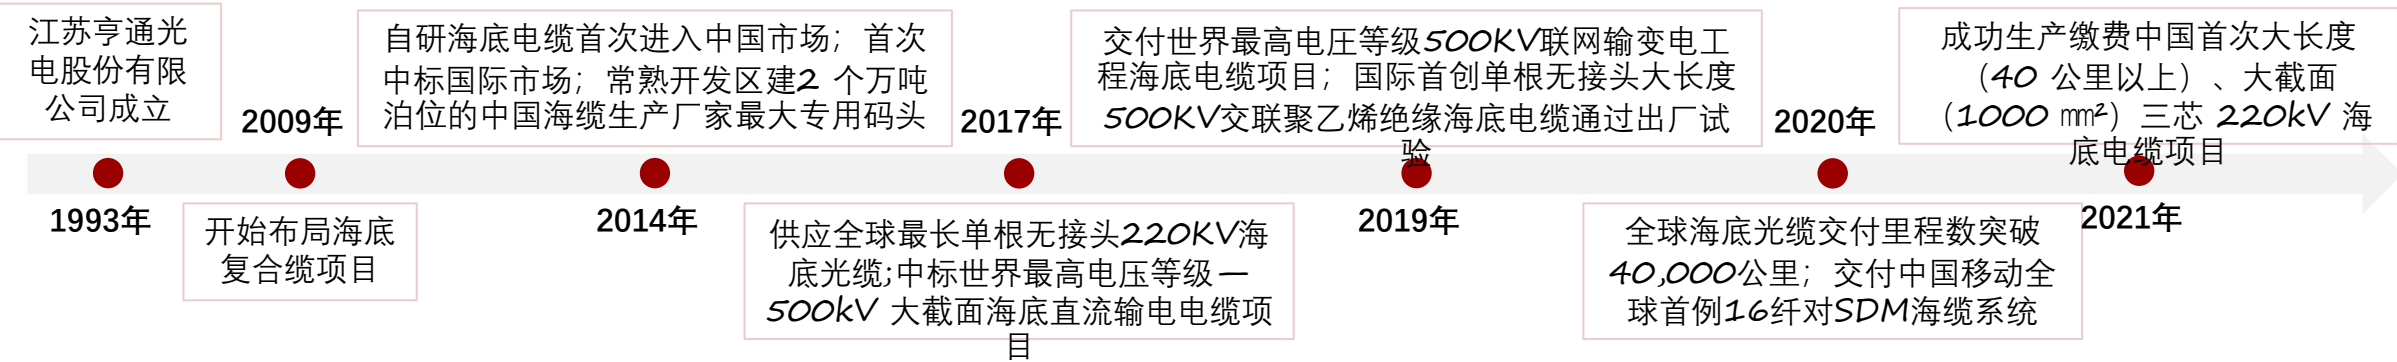 江苏亨通光
电股份有限
公司成立
1993年
2009年
开始布局海底
复合缆项目
自研海底电缆首次进入中国市场；首次
中标国际市场；常熟开发区建2 个万吨
泊位的中国海缆生产厂家最大专用码头
2014年
2017年
供应全球最长单根无接头220KV海
底光缆;中标世界最高电压等级—
500kV 大截面海底直流输电电缆项
目
交付世界最高电压等级500KV联网输变电工
程海底电缆项目；国际首创单根无接头大长度
500KV交联聚乙烯绝缘海底电缆通过出厂试
验
2019年
2020年
全球海底光缆交付里程数突破
40,000公里；交付中国移动全
球首例16纤对SDM海缆系统
成功生产缴费中国首次大长度
（40 公里以上）、大截面
（1000 ㎜²）三芯 220kV 海
底电缆项目
2021年